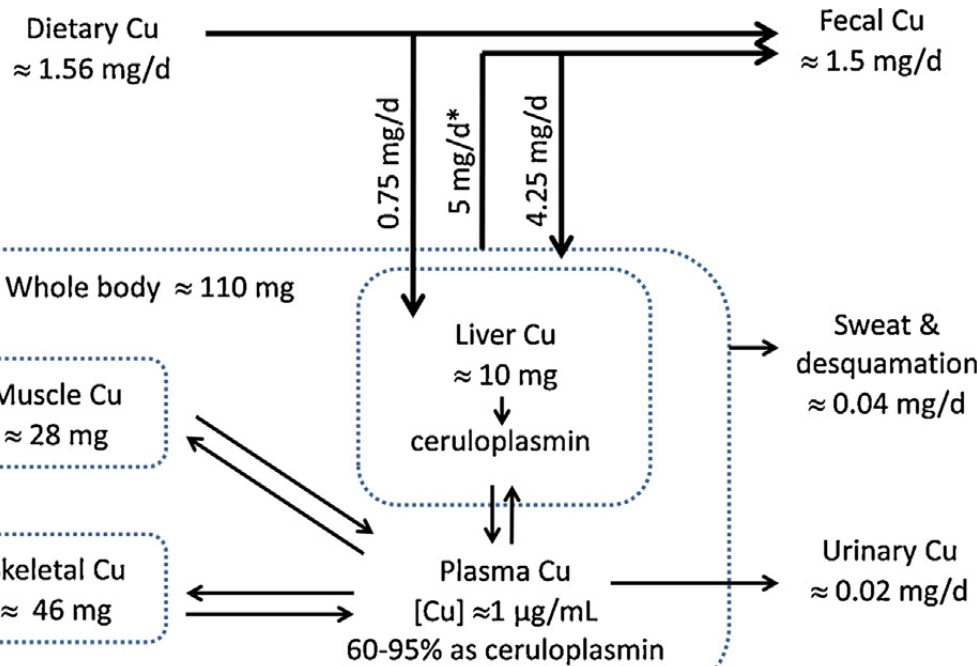 Dietary Cu
≈ 1.56 mg/d
Fecal Cu
≈ 1.5 mg/d
0.75 mg/d
5 mg/d*
4.25 mg/d
Whole body ≈ 110 mg
Liver Cu
≈ 10 mg
ceruloplasmin
Sweat &
desquamation
≈ 0.04 mg/d
Muscle Cu
≈ 28 mg
keletal Cu
≈ 46 mg
Plasma Cu
[Cu] ≈1 µg/mL
60-95% as ceruloplasmin
Urinary Cu
≈ 0.02 mg/d